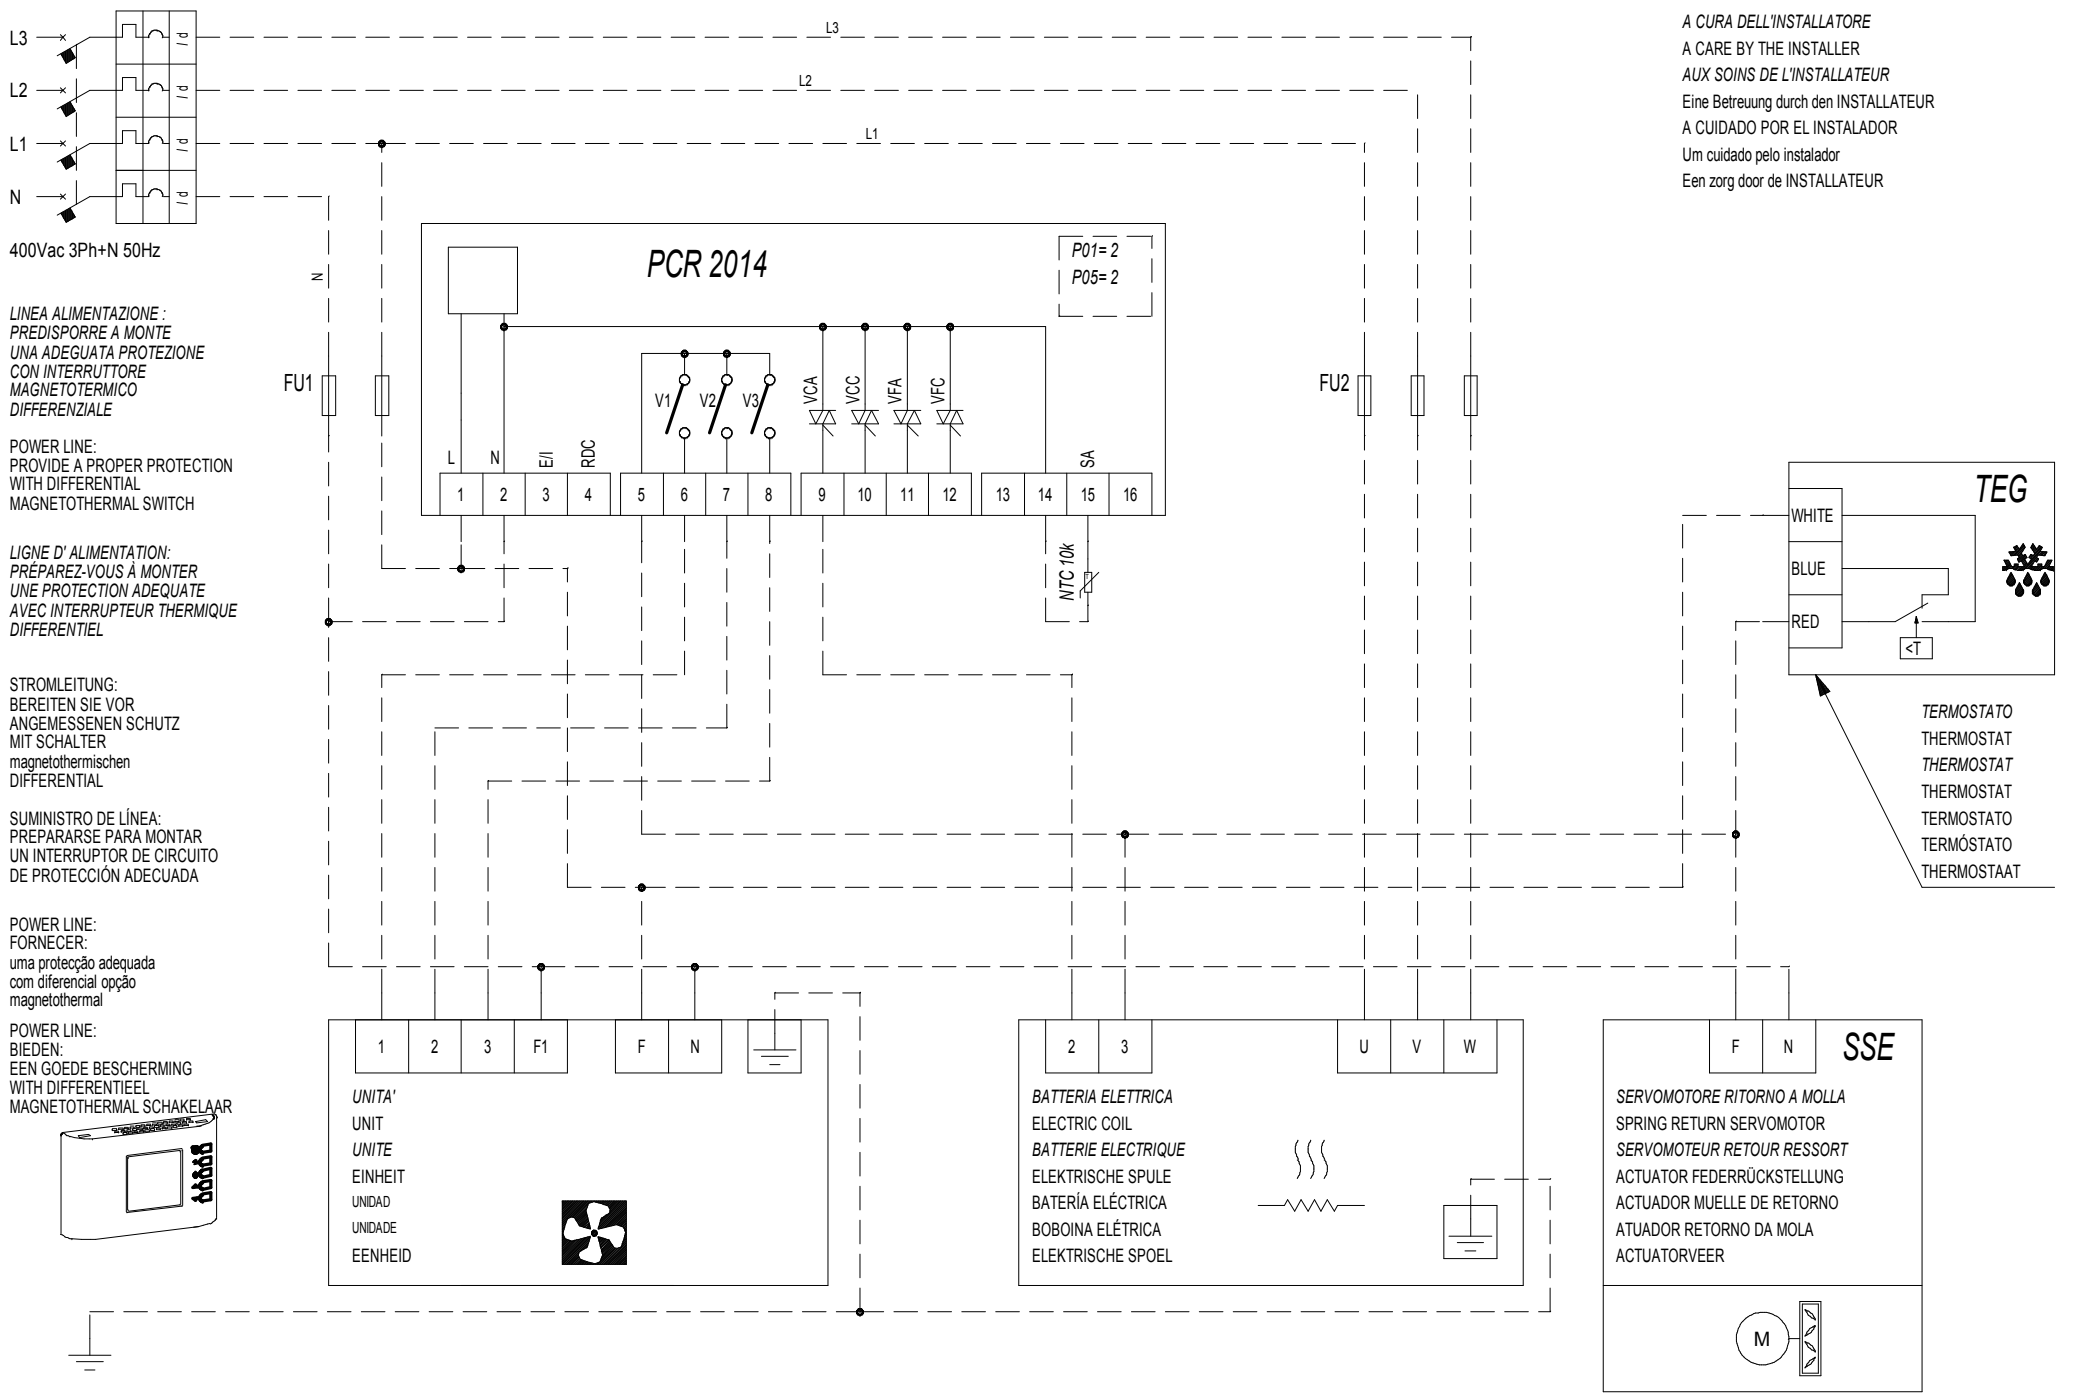 L3
L2
L1
N
400Vac 3Ph+N 50Hz
L3
L2
L1
N
LINEA ALIMENTAZIONE :
PREDISPORRE A MONTE
UNA ADEGUATA PROTEZIONE
CON INTERRUTTORE
MAGNETOTERMICO
DIFFERENZIALE
POWER LINE:
PROVIDE A PROPER PROTECTION
WITH DIFFERENTIAL
MAGNETOTHERMAL SWITCH
LIGNE D' ALIMENTATION:
PRÉPAREZ-VOUS À MONTER
UNE PROTECTION ADEQUATE
AVEC INTERRUPTEUR THERMIQUE
DIFFERENTIEL
STROMLEITUNG:
BEREITEN SIE VOR
ANGEMESSENEN SCHUTZ
MIT SCHALTER
magnetothermischen
DIFFERENTIAL
SUMINISTRO DE LÍNEA:
PREPARARSE PARA MONTAR
UN INTERRUPTOR DE CIRCUITO
DE PROTECCIÓN ADECUADA
POWER LINE:
FORNECER:
uma protecção adequada
com diferencial opção
magnetothermal
POWER LINE:
BIEDEN:
EEN GOEDE BESCHERMING
WITH DIFFERENTIEEL
MAGNETOTHERMAL SCHAKELAAR
Id
Id
Id
Id
A CURA DELL'INSTALLATORE
A CARE BY THE INSTALLER
AUX SOINS DE L'INSTALLATEUR
Eine Betreuung durch den INSTALLATEUR
A CUIDADO POR EL INSTALADOR
Um cuidado pelo instalador
Een zorg door de INSTALLATEUR
PCR 2014
P01= 2
P05= 2
FU1
FU2
V1 V2 V3
VCA VCC VFA VFC
L N E/I RDC SA
1 2 3 4 5 6 7 8 9 10 11 12 13 14 15 16
NTC 10k
TEG
WHITE
BLUE
RED
<T
TERMOSTATO
THERMOSTAT
THERMOSTAT
THERMOSTAT
TERMOSTATO
TERMÓSTATO
THERMOSTAAT
1 2 3 F1 F N
UNITA'
UNIT
UNITE
EINHEIT
UNIDAD
UNIDADE
EENHEID
2 3 U V W
BATTERIA ELETTRICA
ELECTRIC COIL
BATTERIE ELECTRIQUE
ELEKTRISCHE SPULE
BATERÍA ELÉCTRICA
BOBOINA ELÉTRICA
ELEKTRISCHE SPOEL
F N SSE
SERVOMOTORE RITORNO A MOLLA
SPRING RETURN SERVOMOTOR
SERVOMOTEUR RETOUR RESSORT
ACTUATOR FEDERRÜCKSTELLUNG
ACTUADOR MUELLE DE RETORNO
ATUADOR RETORNO DA MOLA
ACTUATORVEER
M